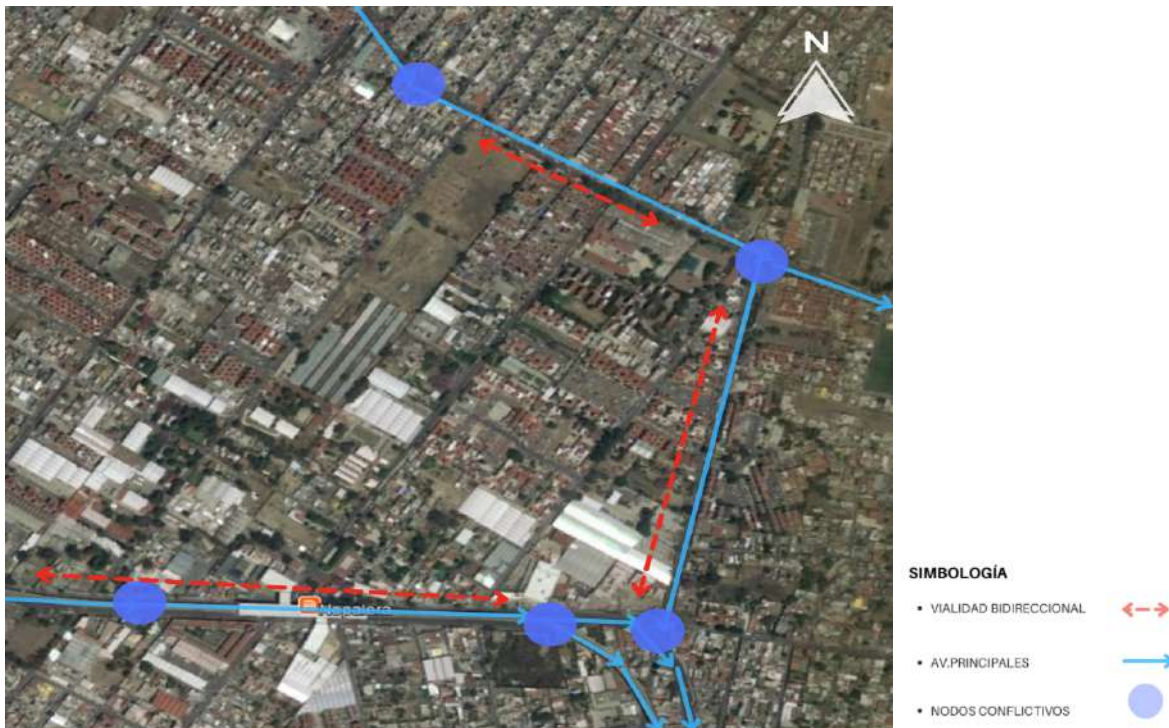 N
Nopalera
SIMBOLOGÍA
• VIALIDAD BIDIRECCIONAL
• AV.PRINCIPALES
• NODOS CONFLICTIVOS